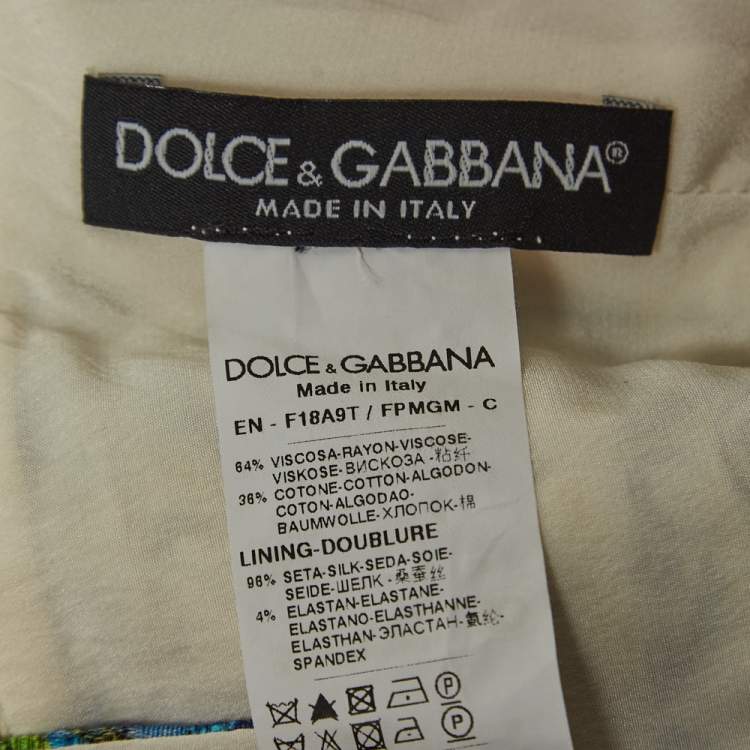 DOLCE & GABBANA®
MADE IN ITALY
DOLCE & GABBANA
Made in Italy
EN - F18A9T / FPMGM - C
64% VISCOSA-RAYON-VISCOSE-
VISKOSE-ВИСКОЗА -粘纤
36% COTONE-COTTON-ALGODON-
COTON-ALGODAO-
BAUMWOLLE-ХЛОПОК-棉
LINING-DOUBLURE
96% SETA-SILK-SEDA-SOIE-
SEIDE-ШЕЛК -桑蚕丝
4% ELASTAN-ELASTANE-
ELASTANO-ELASTHANNE-
ELASTHAN-ЭЛАСТАН-氨纶-
SPANDEX
P
P